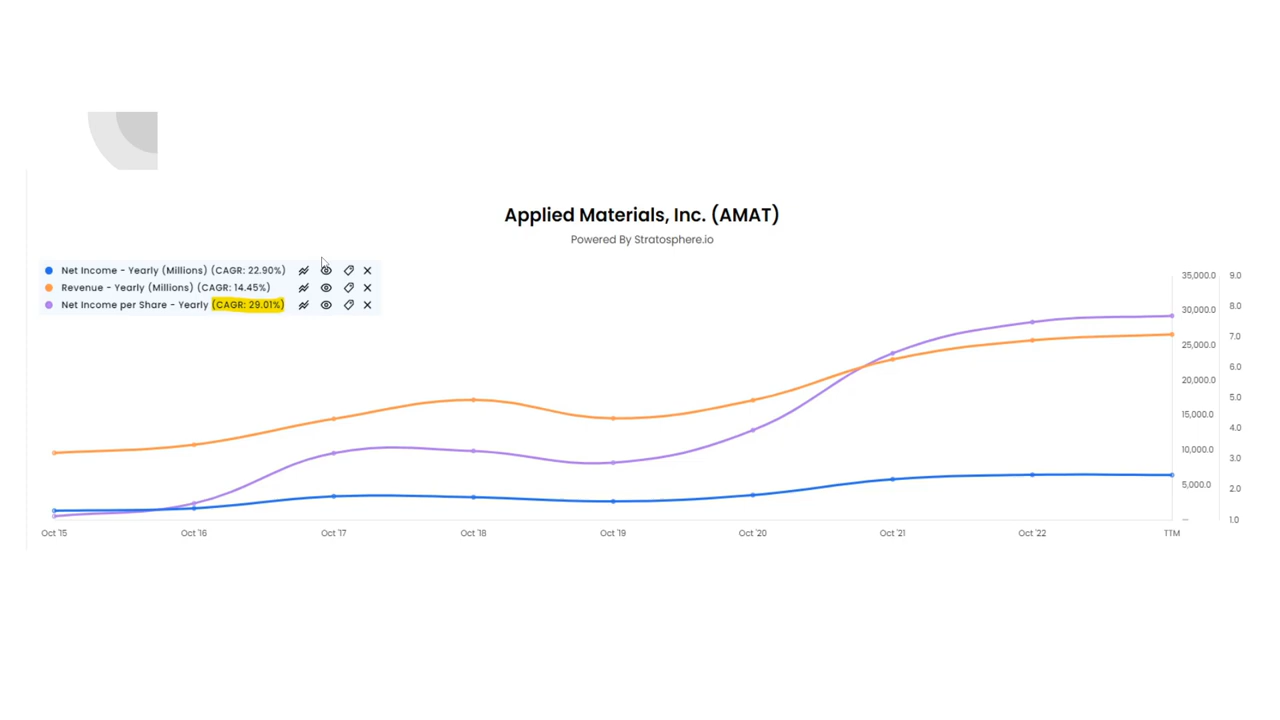 Applied Materials, Inc. (AMAT)
Powered By Stratosphere.io
Net Income - Yearly (Millions) (CAGR: 22.90%)
Revenue - Yearly (Millions) (CAGR: 14.45%)
Net Income per Share - Yearly (CAGR: 29.01%)
35,000.0 9.0
30,000.0 8.0
25,000.0 7.0
20,000.0 6.0
15,000.0 5.0
10,000.0 4.0
5,000.0 3.0
— 2.0
1.0
Oct '15 Oct '16 Oct '17 Oct '18 Oct '19 Oct '20 Oct '21 Oct '22 TTM